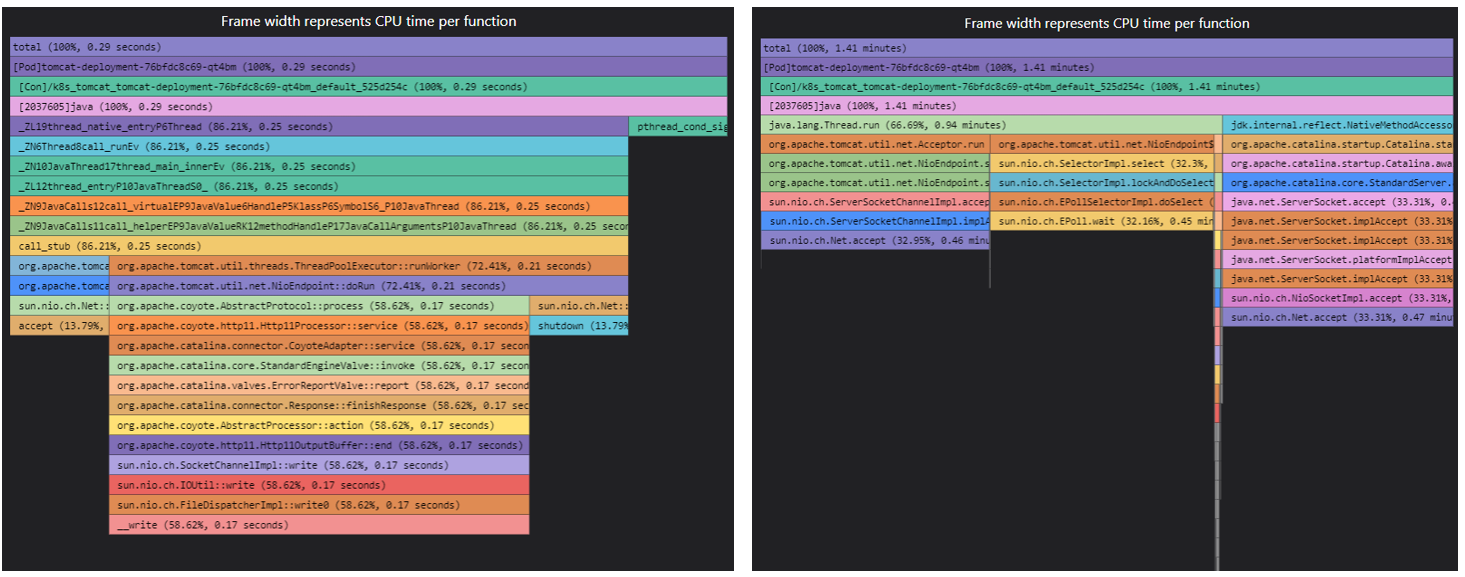 Frame width represents CPU time per function
total (100%, 0.29 seconds)
[Pod]tomcat-deployment-76bfdc8c69-qt4bm (100%, 0.29 seconds)
[Con]/k8s_tomcat_tomcat-deployment-76bfdc8c69-qt4bm_default_525d254c (100%, 0.29 seconds)
[2037605]java (100%, 0.29 seconds)
_ZL19thread_native_entryP6Thread (86.21%, 0.25 seconds) pthread_cond_sig
_ZN6Thread8call_runEv (86.21%, 0.25 seconds)
_ZN10JavaThread17thread_main_innerEv (86.21%, 0.25 seconds)
_ZL12thread_entryP10JavaThreadS0_ (86.21%, 0.25 seconds)
_ZN9JavaCalls12call_virtualEP9JavaValue6HandleP5KlassP6SymbolS6_P10JavaThread (86.21%, 0.25 seconds)
_ZN9JavaCalls11call_helperEP9JavaValueRK12methodHandleP17JavaCallArgumentsP10JavaThread (86.21%, 0.25 secon
call_stub (86.21%, 0.25 seconds)
org.apache.tomca org.apache.tomcat.util.threads.ThreadPoolExecutor::runWorker (72.41%, 0.21 seconds)
org.apache.tomca org.apache.tomcat.util.net.NioEndpoint::doRun (72.41%, 0.21 seconds)
sun.nio.ch.Net:: org.apache.coyote.AbstractProtocol::process (58.62%, 0.17 seconds) sun.nio.ch.Net::
accept (13.79%, org.apache.coyote.http11.Http11Processor::service (58.62%, 0.17 seconds) shutdown (13.79%
org.apache.catalina.connector.CoyoteAdapter::service (58.62%, 0.17 secon
org.apache.catalina.core.StandardEngineValve::invoke (58.62%, 0.17 secon
org.apache.catalina.valves.ErrorReportValve::report (58.62%, 0.17 second
org.apache.catalina.connector.Response::finishResponse (58.62%, 0.17 sec
org.apache.coyote.AbstractProcessor::action (58.62%, 0.17 seconds)
org.apache.coyote.http11.Http11OutputBuffer::end (58.62%, 0.17 seconds)
sun.nio.ch.SocketChannelImpl::write (58.62%, 0.17 seconds)
sun.nio.ch.IOUtil::write (58.62%, 0.17 seconds)
sun.nio.ch.FileDispatcherImpl::write0 (58.62%, 0.17 seconds)
__write (58.62%, 0.17 seconds)
Frame width represents CPU time per function
total (100%, 1.41 minutes)
[Pod]tomcat-deployment-76bfdc8c69-qt4bm (100%, 1.41 minutes)
[Con]/k8s_tomcat_tomcat-deployment-76bfdc8c69-qt4bm_default_525d254c (100%, 1.41 minutes)
[2037605]java (100%, 1.41 minutes)
java.lang.Thread.run (66.69%, 0.94 minutes) jdk.internal.reflect.NativeMethodAccesso
org.apache.tomcat.util.net.Acceptor.run org.apache.tomcat.util.net.NioEndpoint$ org.apache.catalina.startup.Catalina.sta
org.apache.tomcat.util.net.NioEndpoint.s sun.nio.ch.SelectorImpl.select (32.3%, org.apache.catalina.startup.Catalina.awa
org.apache.tomcat.util.net.NioEndpoint.s sun.nio.ch.SelectorImpl.lockAndDoSelect org.apache.catalina.core.StandardServer.
sun.nio.ch.ServerSocketChannelImpl.accep sun.nio.ch.EPollSelectorImpl.doSelect ( java.net.ServerSocket.accept (33.31%, 0.
sun.nio.ch.ServerSocketChannelImpl.implA sun.nio.ch.EPoll.wait (32.16%, 0.45 min java.net.ServerSocket.implAccept (33.31%
sun.nio.ch.Net.accept (32.95%, 0.46 minu java.net.ServerSocket.implAccept (33.31%
java.net.ServerSocket.platformImplAccept
java.net.ServerSocket.implAccept (33.31%
sun.nio.ch.NioSocketImpl.accept (33.31%,
sun.nio.ch.Net.accept (33.31%, 0.47 minu